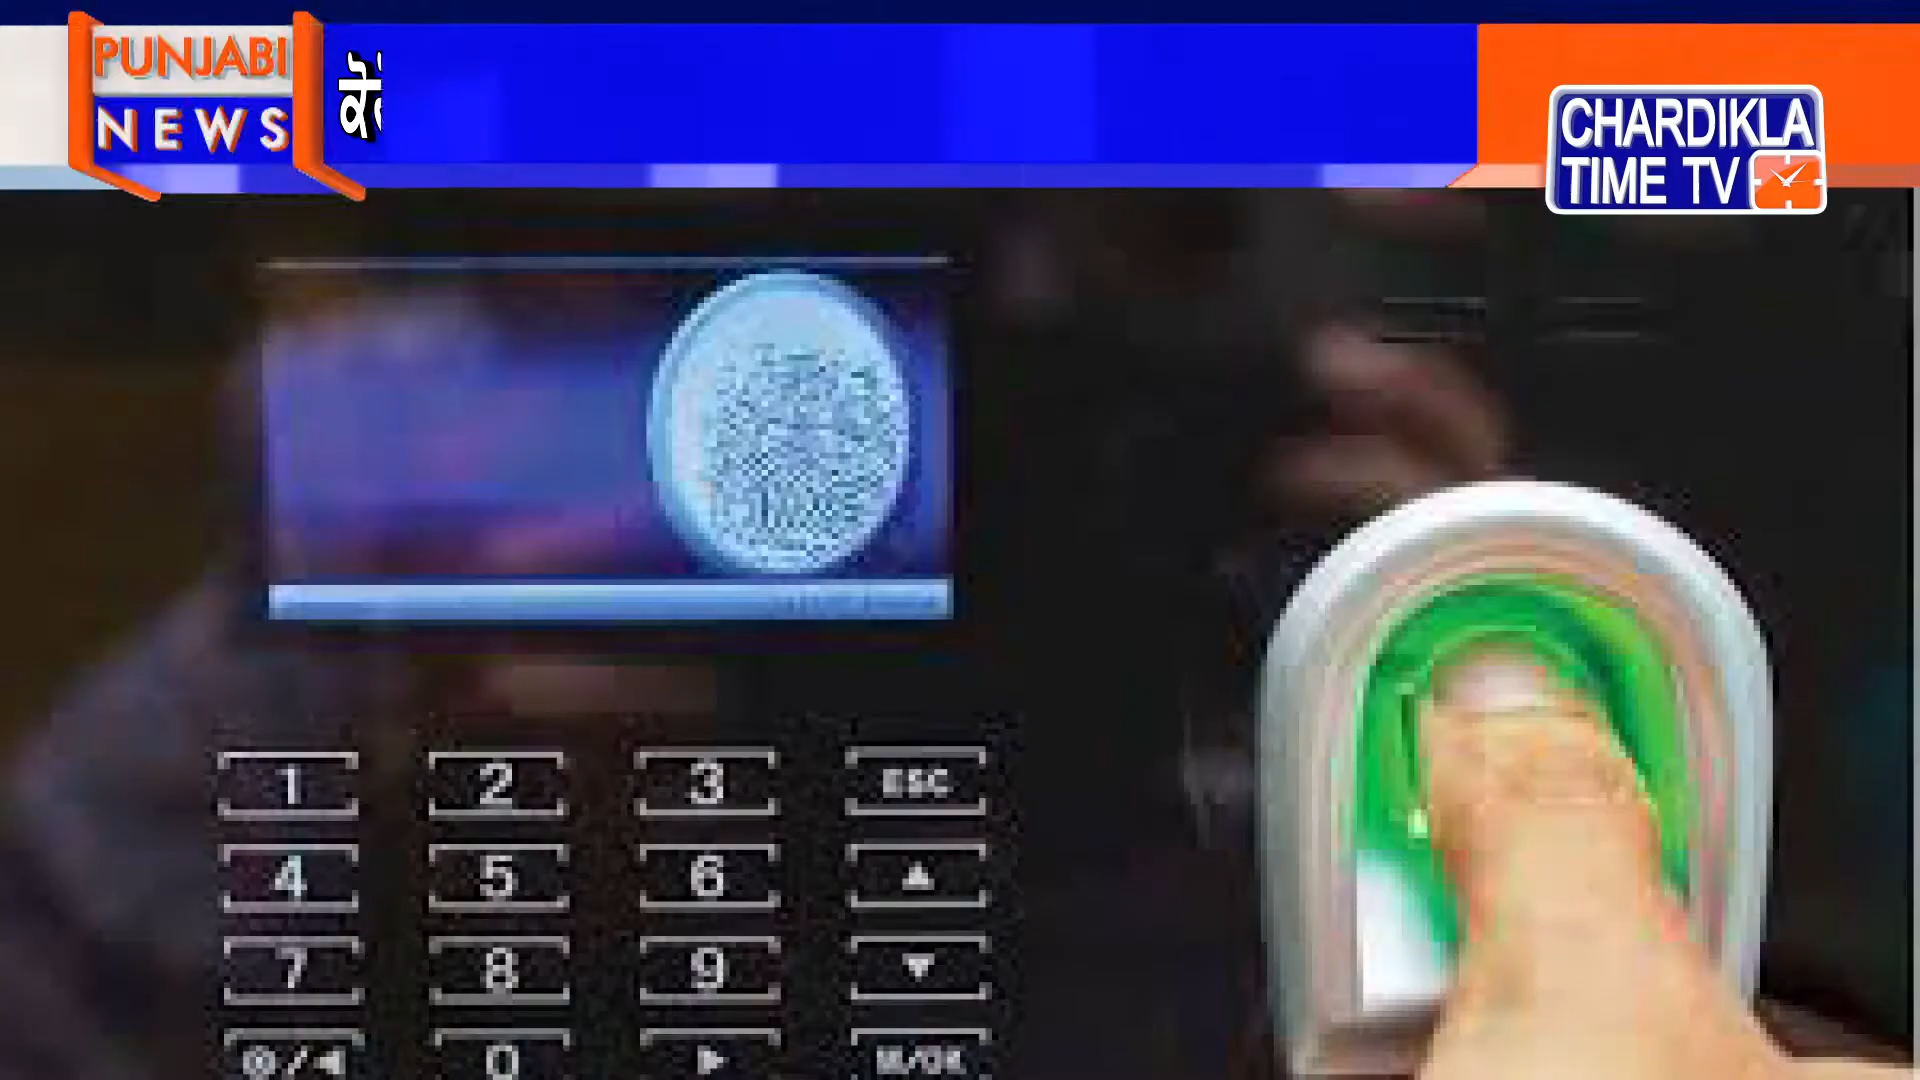 PUNJABI
NEWS
CHARDIKLA
TIME TV
1 2 3 ESC
4 5 6
7 8 9
0 M/OK